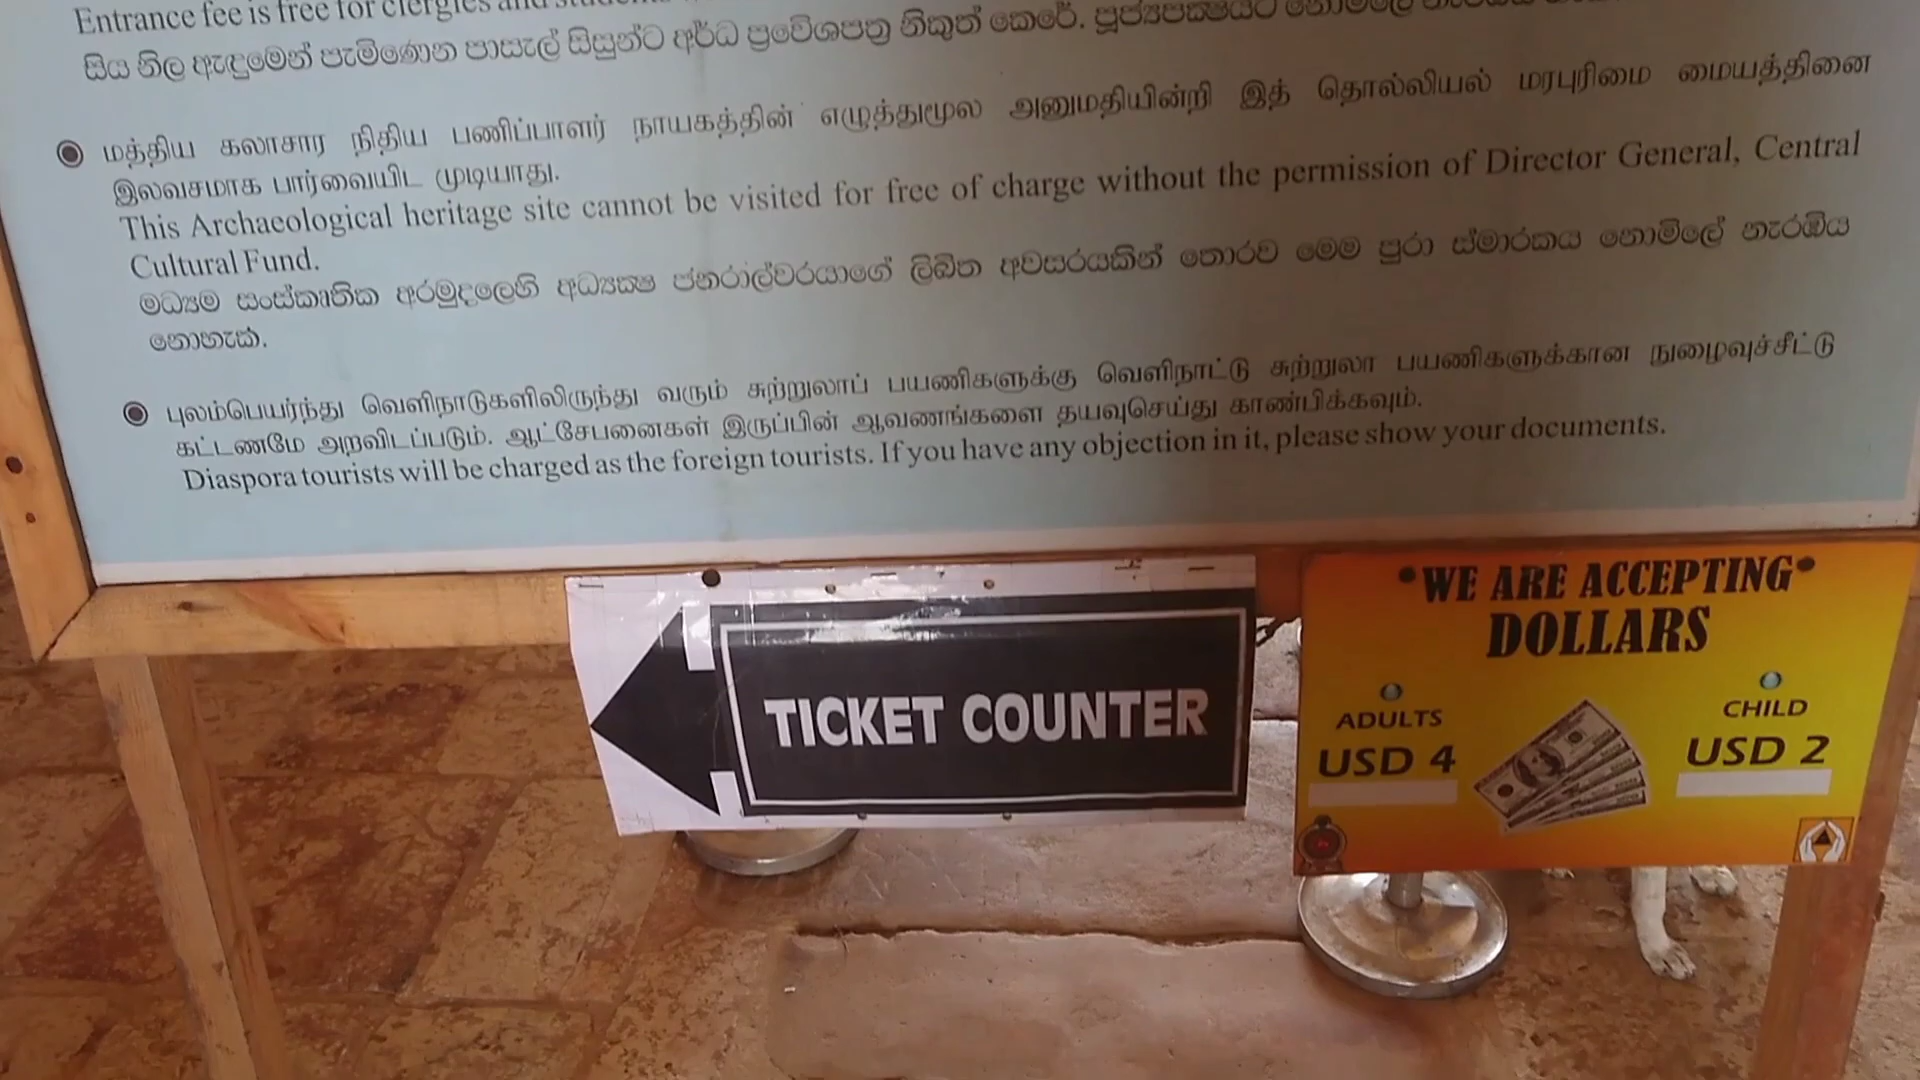 Entrance fee is free for clergies and
සිය නිල ඇඳුමෙන් පැමිණෙන පාසැල් සිසුන්ට අර්ධ ප්‍රවේශපත්‍ර නිකුත් කෙරේ. පූජ්‍යපක්ෂයට නොමිලේ
மத்திய கலாசார நிதிய பணிப்பாளர் நாயகத்தின் எழுத்துமூல அனுமதியின்றி இத் தொல்லியல் மரபுரிமை மையத்தினை
இலவசமாக பார்வையிட முடியாது.
This Archaeological heritage site cannot be visited for free of charge without the permission of Director General, Central
Cultural Fund.
මධ්‍යම සංස්කෘතික අරමුදලෙහි අධ්‍යක්ෂ ජනරාල්වරයාගේ ලිඛිත අවසරයකින් තොරව මෙම පුරා ස්මාරකය නොමිලේ නැරඹිය
නොහැක.
புலம்பெயர்ந்து வெளிநாடுகளிலிருந்து வரும் சுற்றுலாப் பயணிகளுக்கு வெளிநாட்டு சுற்றுலா பயணிகளுக்கான நுழைவுச்சீட்டு
கட்டணமே அறவிடப்படும். ஆட்சேபனைகள் இருப்பின் ஆவணங்களை தயவுசெய்து காண்பிக்கவும்.
Diaspora tourists will be charged as the foreign tourists. If you have any objection in it, please show your documents.
TICKET COUNTER
•WE ARE ACCEPTING•
DOLLARS
ADULTS
USD 4
CHILD
USD 2